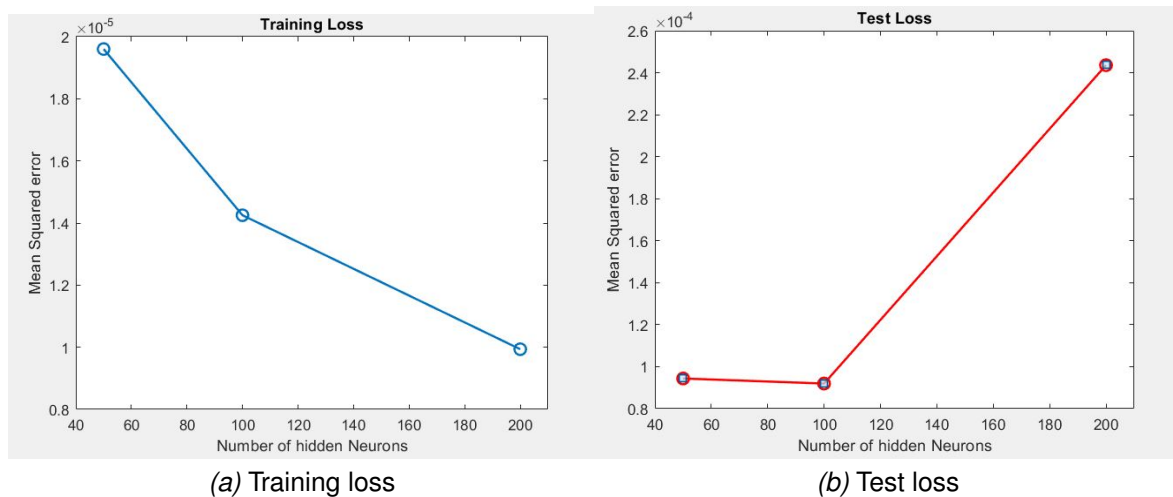 ×10-5
Training Loss
2
1.8
1.6
1.4
1.2
1
0.8
Mean Squared error
40 60 80 100 120 140 160 180 200
Number of hidden Neurons
(a) Training loss
×10-4
Test Loss
2.6
2.4
2.2
2
1.8
1.6
1.4
1.2
1
0.8
Mean Squared error
40 60 80 100 120 140 160 180 200
Number of hidden Neurons
(b) Test loss